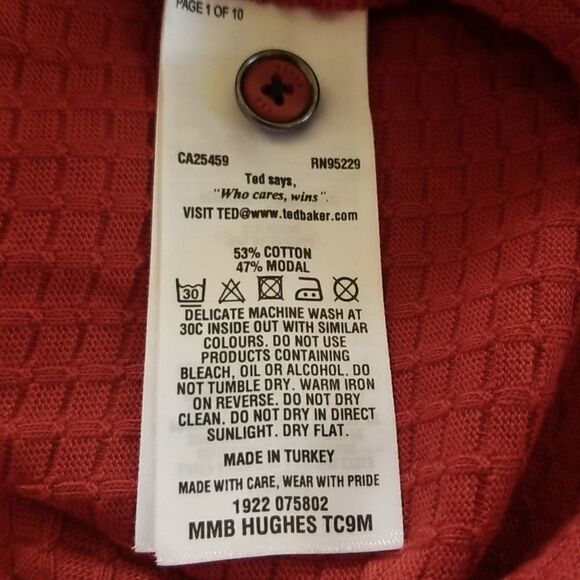 PAGE 1 OF 10
CA25459 RN95229
Ted says,
"Who cares, wins".
VISIT TED@www.tedbaker.com
53% COTTON
47% MODAL
30
DELICATE MACHINE WASH AT
30C INSIDE OUT WITH SIMILAR
COLOURS. DO NOT USE
PRODUCTS CONTAINING
BLEACH, OIL OR ALCOHOL. DO
NOT TUMBLE DRY. WARM IRON
ON REVERSE. DO NOT DRY
CLEAN. DO NOT DRY IN DIRECT
SUNLIGHT. DRY FLAT.
MADE IN TURKEY
MADE WITH CARE, WEAR WITH PRIDE
1922 075802
MMB HUGHES TC9M